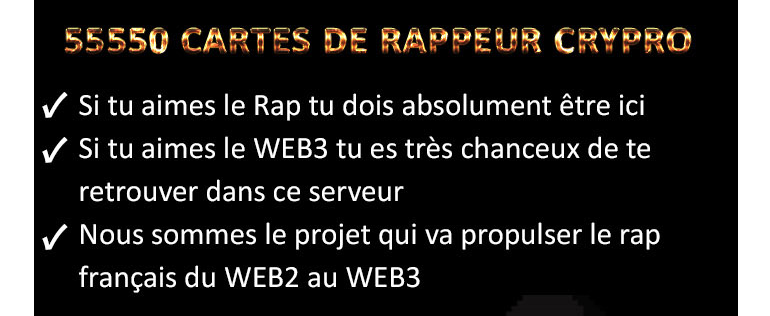 55550 CARTES DE RAPPEUR CRYPRO
✓ Si tu aimes le Rap tu dois absolument être ici
✓ Si tu aimes le WEB3 tu es très chanceux de te
retrouver dans ce serveur
✓ Nous sommes le projet qui va propulser le rap
français du WEB2 au WEB3